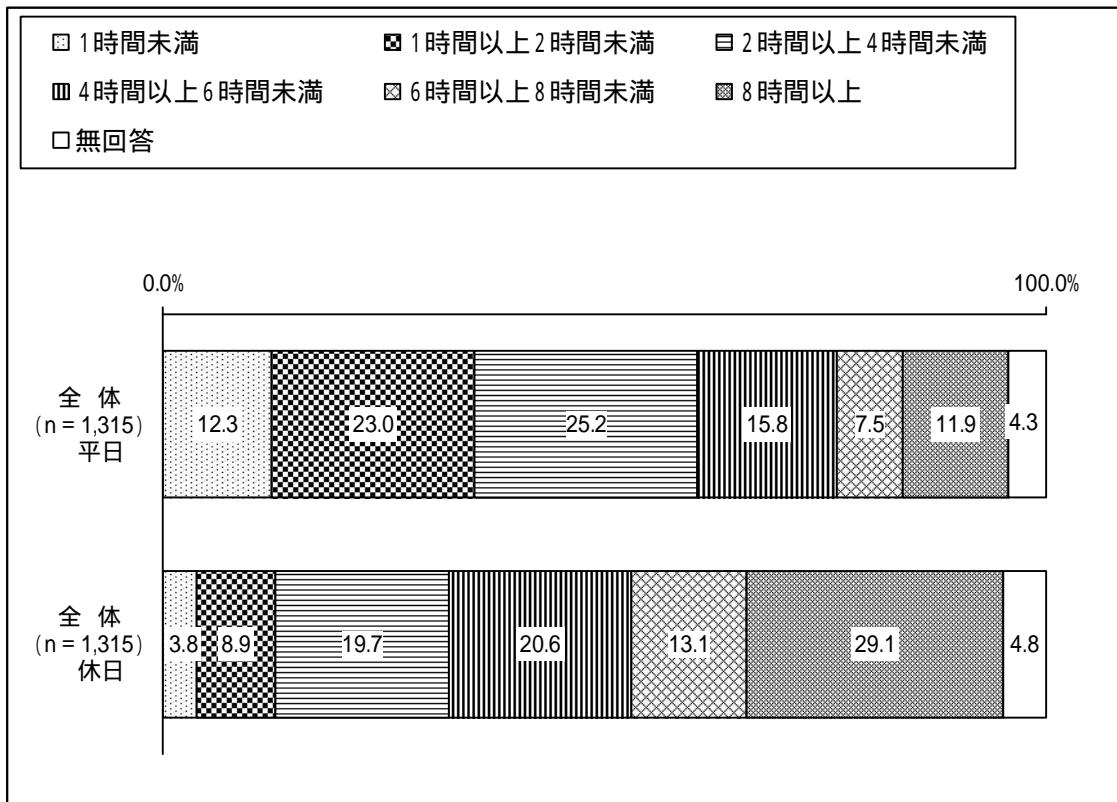 1時間未満 1時間以上2時間未満 2時間以上4時間未満
4時間以上6時間未満 6時間以上8時間未満 8時間以上
無回答
0.0% 100.0%
全 体
(n = 1,315)
平日
12.3 23.0 25.2 15.8 7.5 11.9 4.3
全 体
(n = 1,315)
休日
3.8 8.9 19.7 20.6 13.1 29.1 4.8